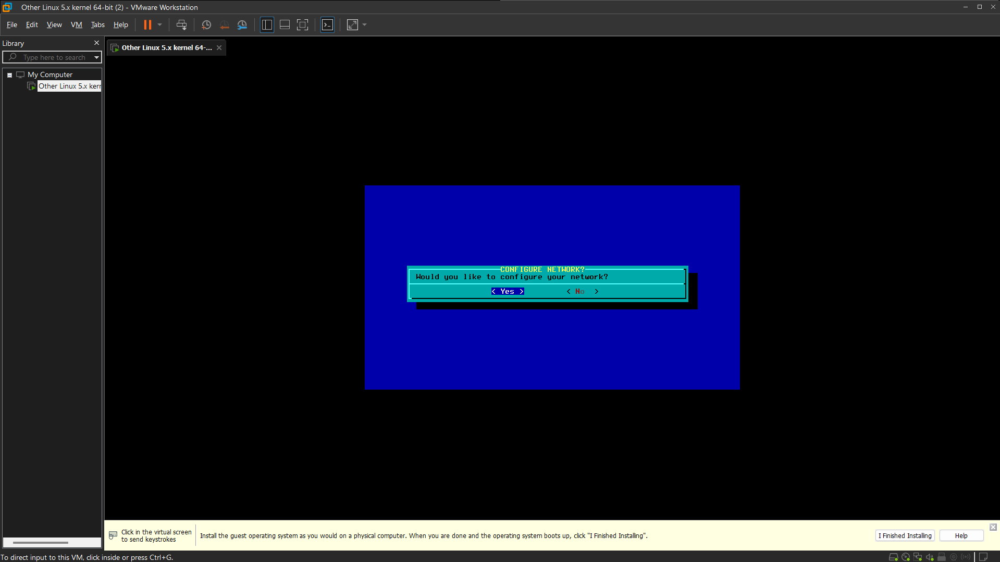 Other Linux 5.x kernel 64-bit (2) - VMware Workstation
File Edit View VM Tabs Help
Library
Type here to search
My Computer
Other Linux 5.x kerr
Other Linux 5.x kernel 64-...
CONFIGURE NETWORK?
Would you like to configure your network?
< Yes > < No >
Click in the virtual screen
to send keystrokes
Install the guest operating system as you would on a physical computer. When you are done and the operating system boots up, click "I Finished Installing".
I Finished Installing Help
To direct input to this VM, click inside or press Ctrl+G.